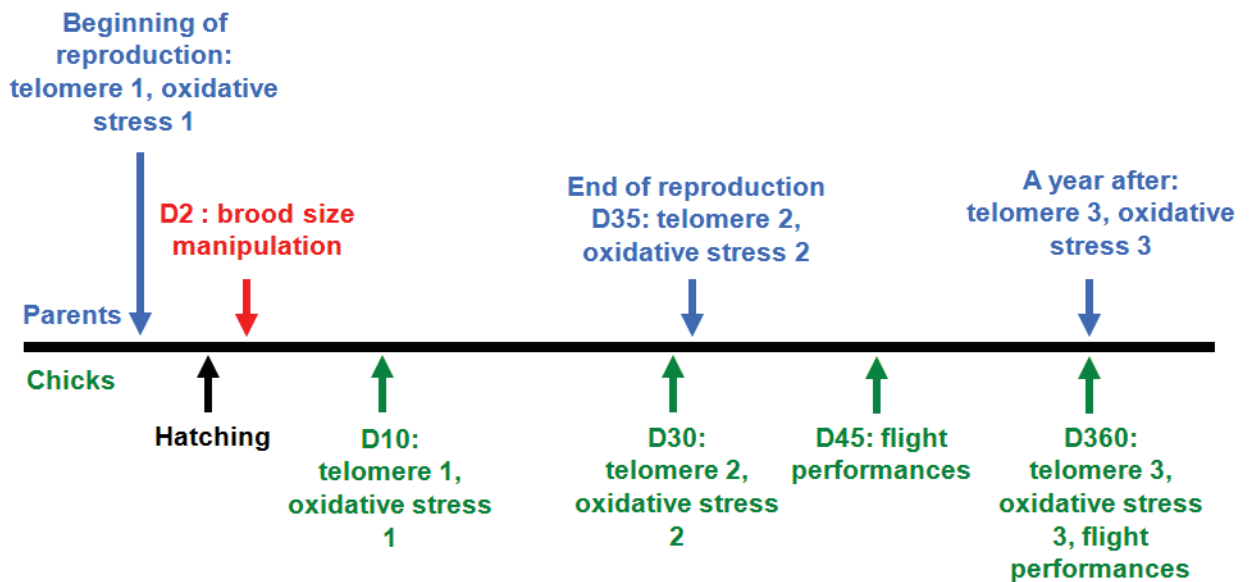 Beginning of
reproduction:
telomere 1, oxidative
stress 1
D2 : brood size
manipulation
End of reproduction
D35: telomere 2,
oxidative stress 2
A year after:
telomere 3, oxidative
stress 3
Parents
Chicks
Hatching
D10:
telomere 1,
oxidative stress
1
D30:
telomere 2,
oxidative stress
2
D45: flight
performances
D360:
telomere 3,
oxidative stress
3, flight
performances